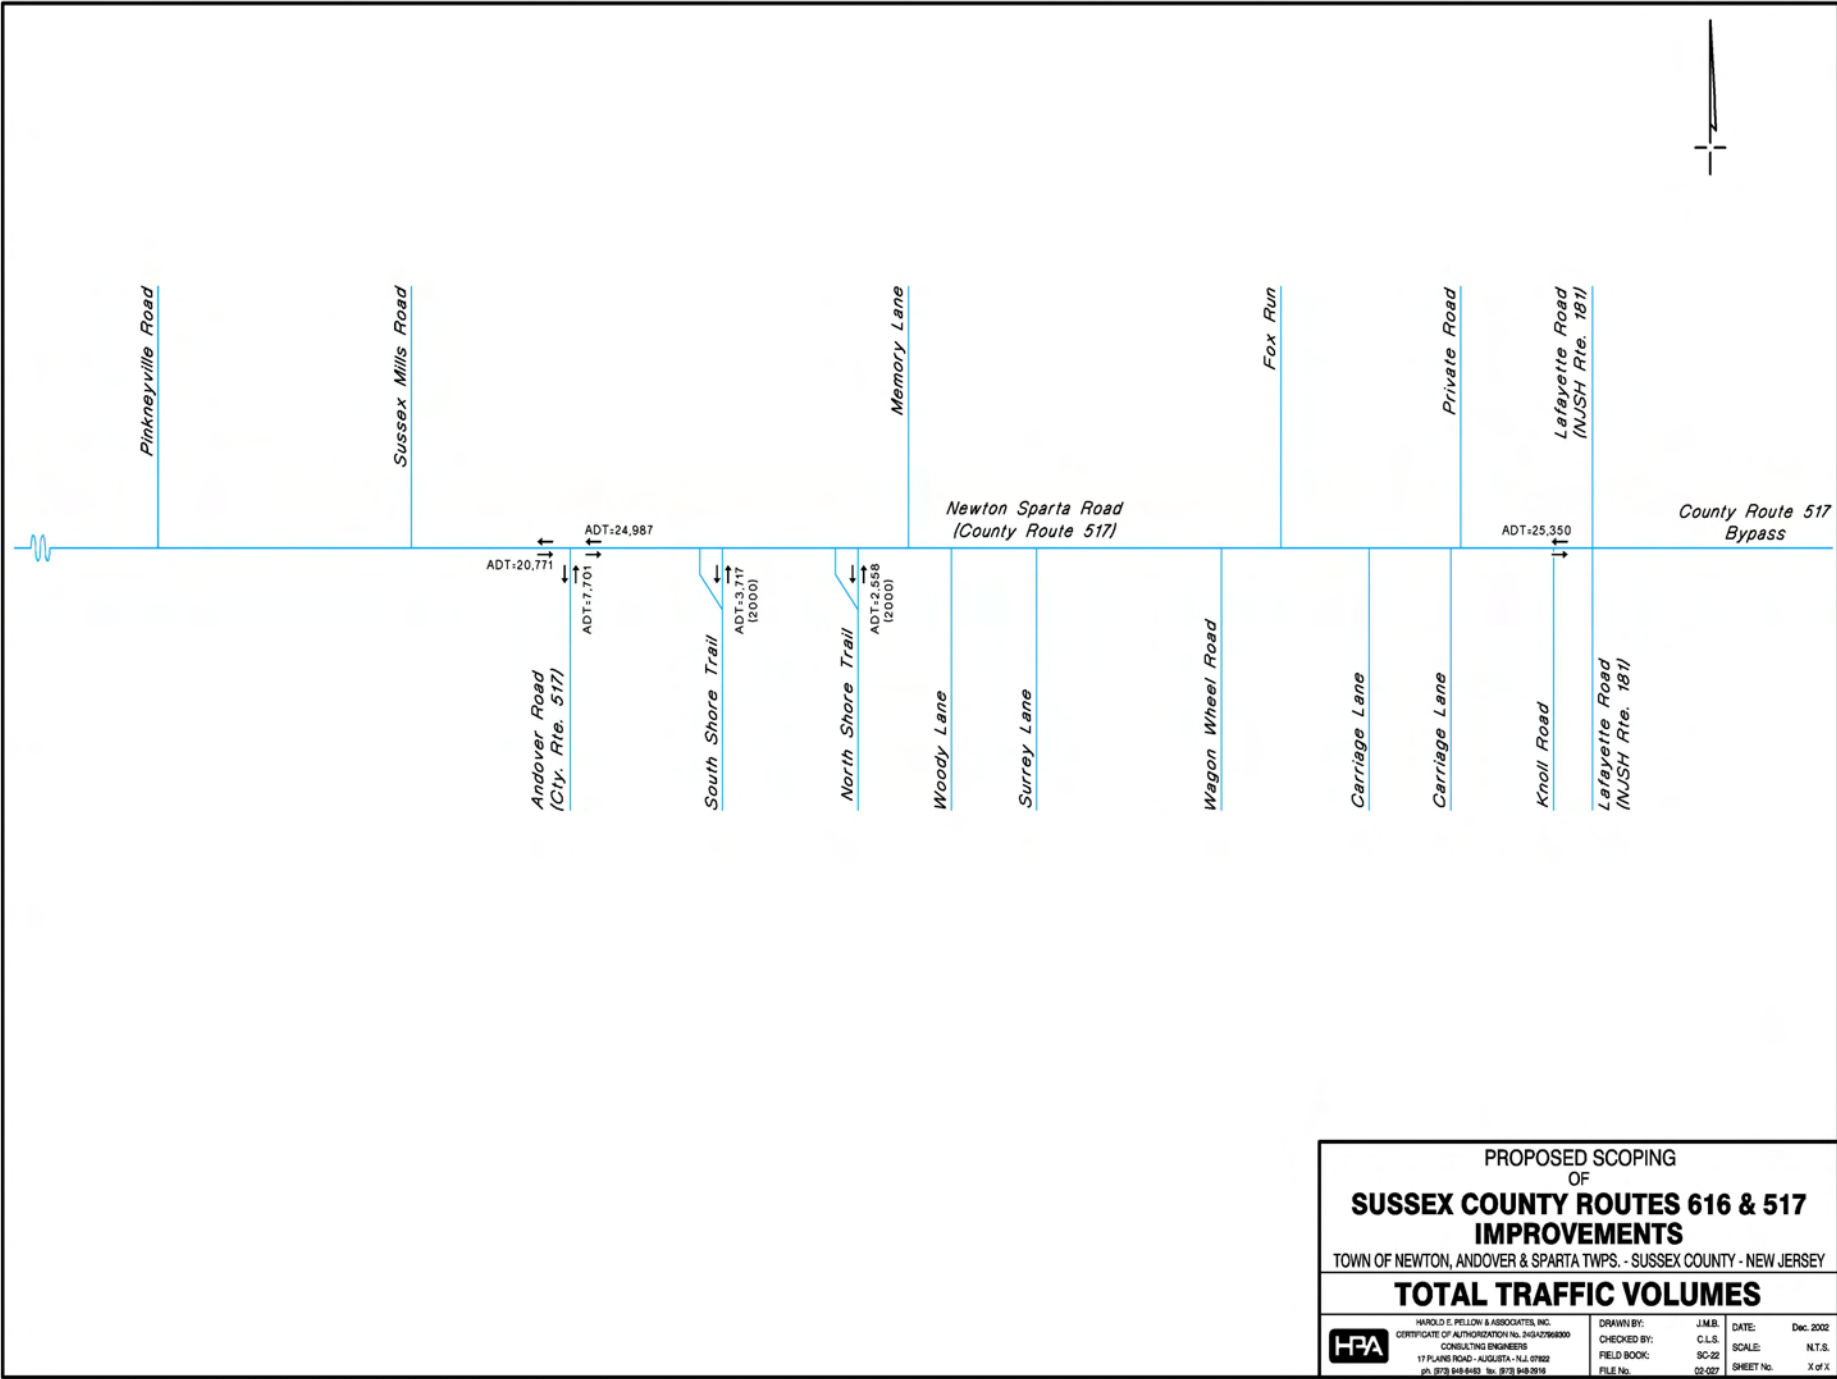 Pinkneyville Road
Sussex Mills Road
Memory Lane
Fox Run
Private Road
Lafayette Road
(NJSH Rte. 181)
Newton Sparta Road
(County Route 517)
County Route 517
Bypass
ADT=24,987
ADT=20,771
ADT=7,701
ADT=3,717
(2000)
ADT=2,558
(2000)
ADT=25,350
Andover Road
(Cty. Rte. 517)
South Shore Trail
North Shore Trail
Woody Lane
Surrey Lane
Wagon Wheel Road
Carriage Lane
Carriage Lane
Knoll Road
Lafayette Road
(NJSH Rte. 181)
PROPOSED SCOPING
OF
SUSSEX COUNTY ROUTES 616 & 517
IMPROVEMENTS
TOWN OF NEWTON, ANDOVER & SPARTA TWPS. - SUSSEX COUNTY - NEW JERSEY
TOTAL TRAFFIC VOLUMES
HPA
HAROLD E. PELLOW & ASSOCIATES, INC.
CERTIFICATE OF AUTHORIZATION No.
CONSULTING ENGINEERS
17 PLAINS ROAD - AUGUSTA - N.J. 07822
DRAWN BY: J.M.B.
CHECKED BY: C.L.S.
FIELD BOOK: SC-22
FILE No. 02-027
DATE: Dec. 2002
SCALE: N.T.S.
SHEET No. X of X